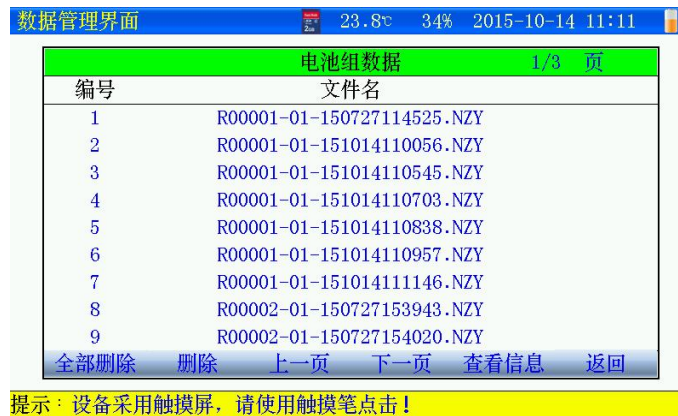 数据管理界面 23.8℃ 34% 2015-10-14 11:11
电池组数据 1/3 页
编号 文件名
1 R00001-01-150727114525.NZY
2 R00001-01-151014110056.NZY
3 R00001-01-151014110545.NZY
4 R00001-01-151014110703.NZY
5 R00001-01-151014110838.NZY
6 R00001-01-151014110957.NZY
7 R00001-01-151014111146.NZY
8 R00002-01-150727153943.NZY
9 R00002-01-150727154020.NZY
全部删除 删除 上一页 下一页 查看信息 返回
提示：设备采用触摸屏，请使用触摸笔点击！